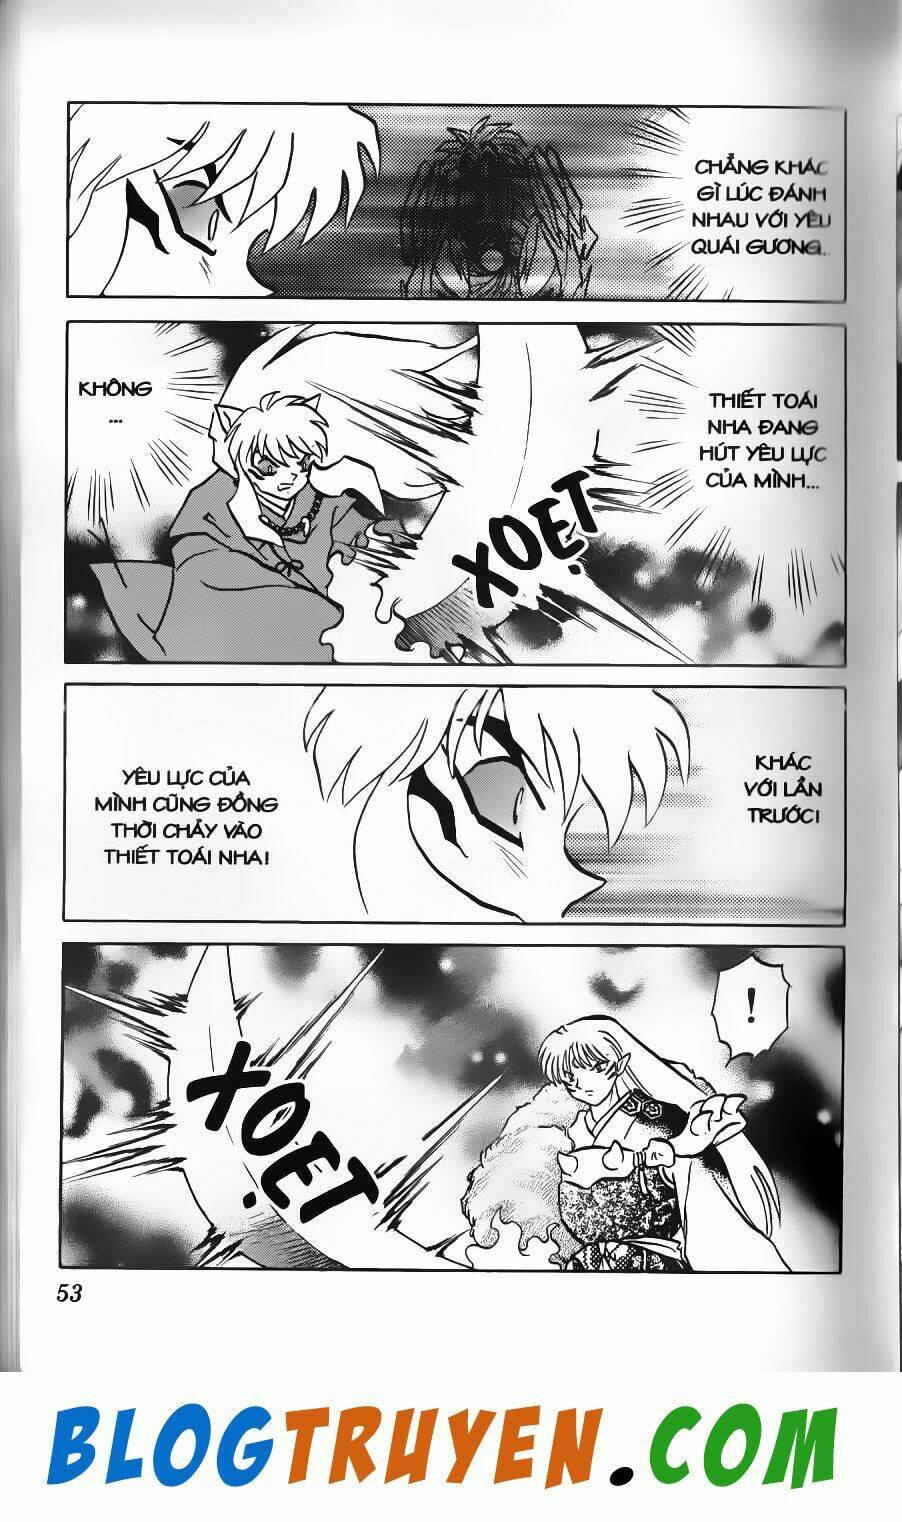 CHẲNG KHÁC
GÌ LÚC ĐÁNH
NHAU VỚI YÊU
QUÁI GƯƠNG...
THIẾT TOÁI
NHA ĐANG
HÚT YÊU LỰC
CỦA MÌNH...
KHÔNG
...
XOẸT
KHÁC
VỚI LẦN
TRƯỚC!
YÊU LỰC CỦA
MÌNH CŨNG ĐỒNG
THỜI CHẢY VÀO
THIẾT TOÁI NHA!
!
XOẸT
53
BLOGTRUYEN.COM